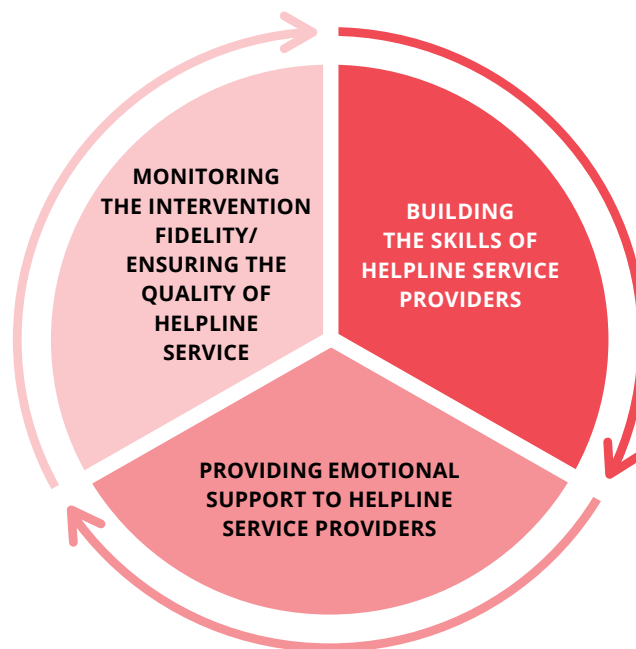 MONITORING
THE INTERVENTION
FIDELITY/
ENSURING THE
QUALITY OF
HELPLINE
SERVICE
BUILDING
THE SKILLS OF
HELPLINE SERVICE
PROVIDERS
PROVIDING EMOTIONAL
SUPPORT TO HELPLINE
SERVICE PROVIDERS